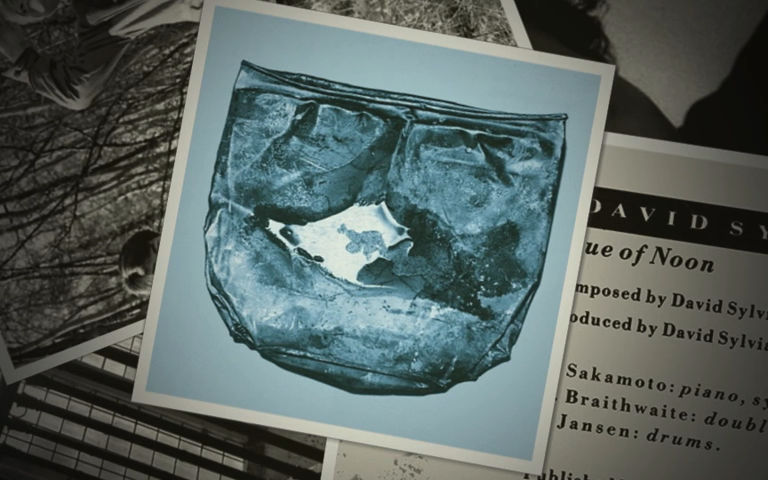 DAVID SY
ue of Noon
mposed by David Sylvi
oduced by David Sylvia
Sakamoto: piano, sy
Braithwaite: doubl
Jansen: drums.